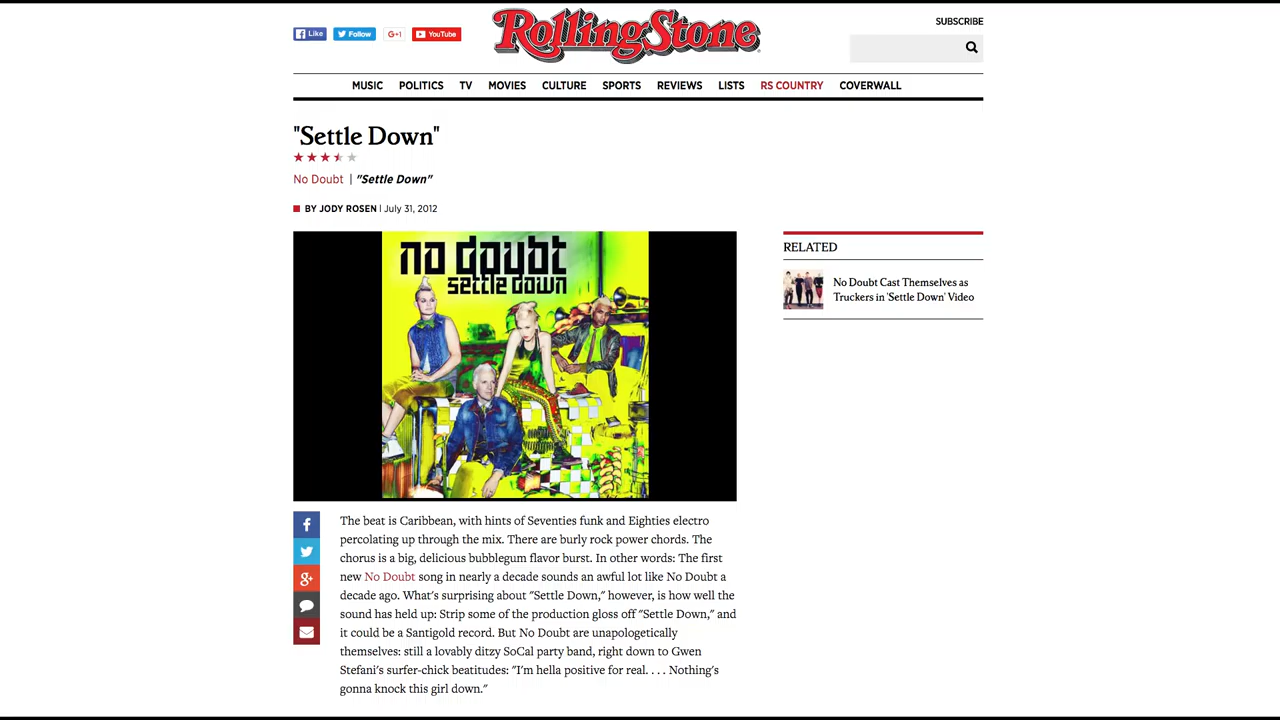 Like
Follow
G+1
YouTube
RollingStone
SUBSCRIBE
MUSIC POLITICS TV MOVIES CULTURE SPORTS REVIEWS LISTS RS COUNTRY COVERWALL
"Settle Down"
No Doubt | "Settle Down"
BY JODY ROSEN | July 31, 2012
no doubt
settle down
RELATED
No Doubt Cast Themselves as
Truckers in 'Settle Down' Video
The beat is Caribbean, with hints of Seventies funk and Eighties electro
percolating up through the mix. There are burly rock power chords. The
chorus is a big, delicious bubblegum flavor burst. In other words: The first
new No Doubt song in nearly a decade sounds an awful lot like No Doubt a
decade ago. What's surprising about "Settle Down," however, is how well the
sound has held up: Strip some of the production gloss off "Settle Down," and
it could be a Santigold record. But No Doubt are unapologetically
themselves: still a lovably ditzy SoCal party band, right down to Gwen
Stefani's surfer-chick beatitudes: "I'm hella positive for real. . . . Nothing's
gonna knock this girl down."